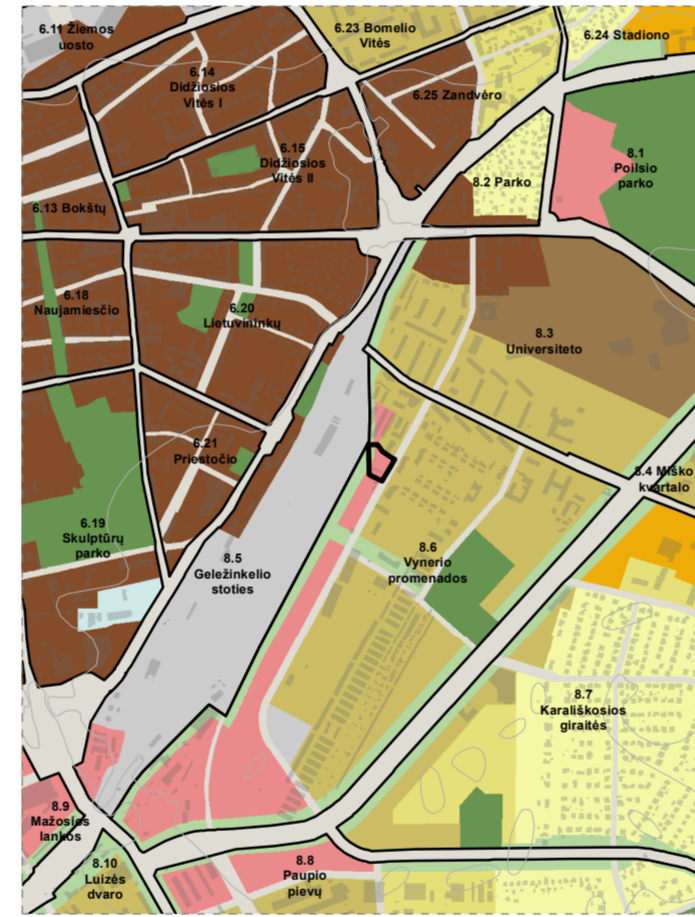 6.11 Žiemos
uosto
6.23 Bomelio
Vitės
6.24 Stadiono
6.14
Didžiosios
Vitės I
6.25 Zandvėro
6.15
Didžiosios
Vitės II
8.1
Poilsio
parko
8.2 Parko
6.13 Bokštų
6.18
Naujamiesčio
6.20
Lietuvininkų
8.3
Universiteto
6.21
Priestočio
8.4 Miško
kvartalo
6.19
Skulptūrų
parko
8.5
Geležinkelio
stoties
8.6
Vynerio
promenados
8.7
Karališkosios
giraitės
8.9
Mažosios
lankos
8.10
Luizės
dvaro
8.8
Paupio
pievų